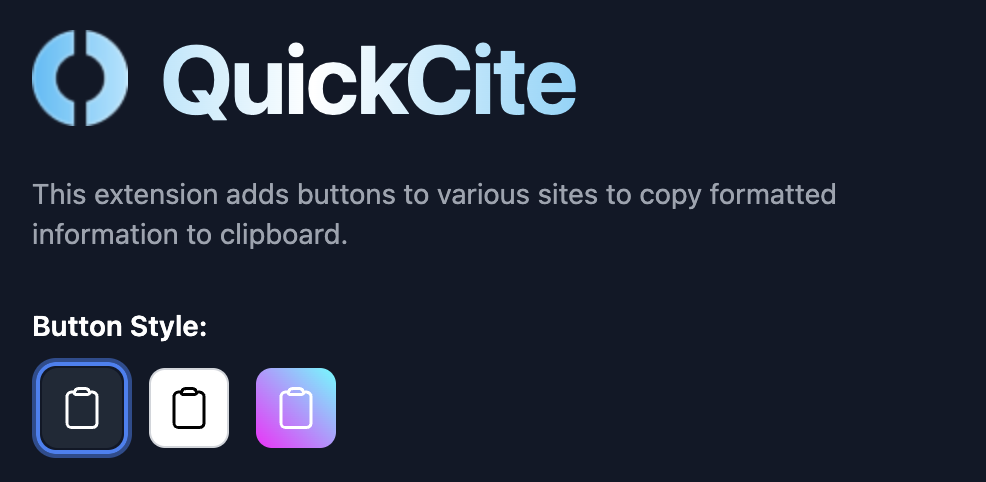 QuickCite
This extension adds buttons to various sites to copy formatted
information to clipboard.
Button Style: